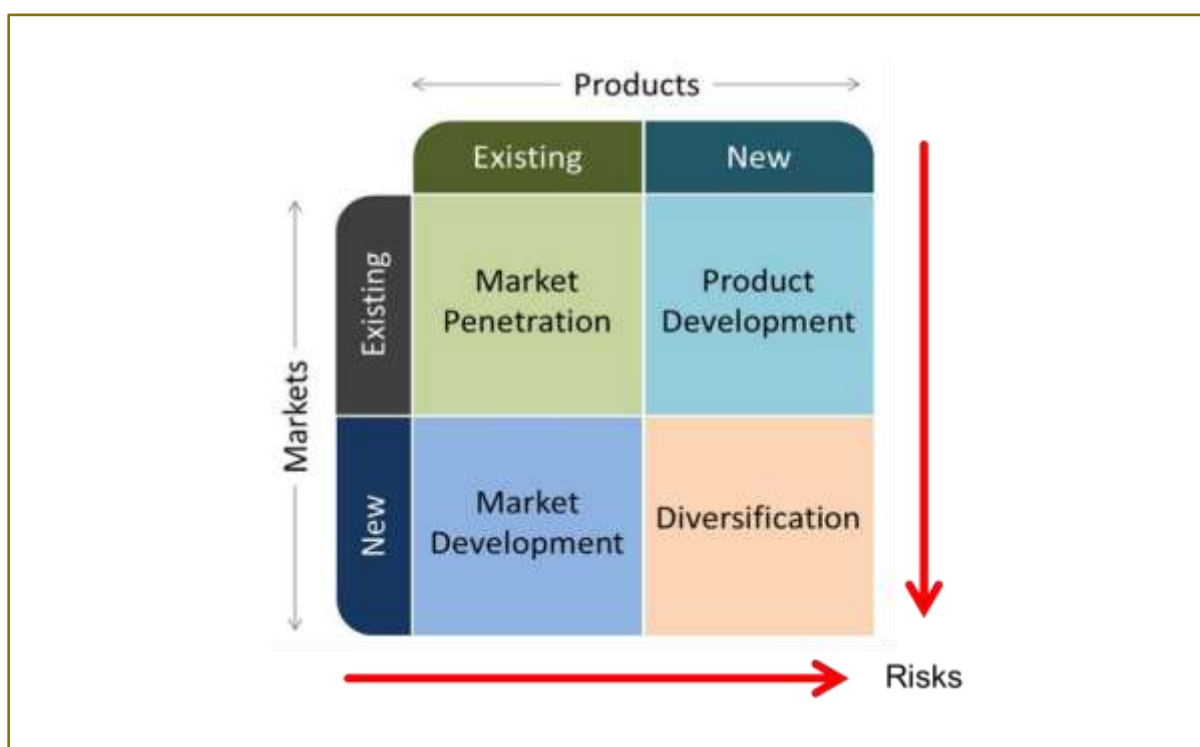 Products
Existing
New
Markets
Existing
Market
Penetration
Product
Development
New
Market
Development
Diversification
Risks